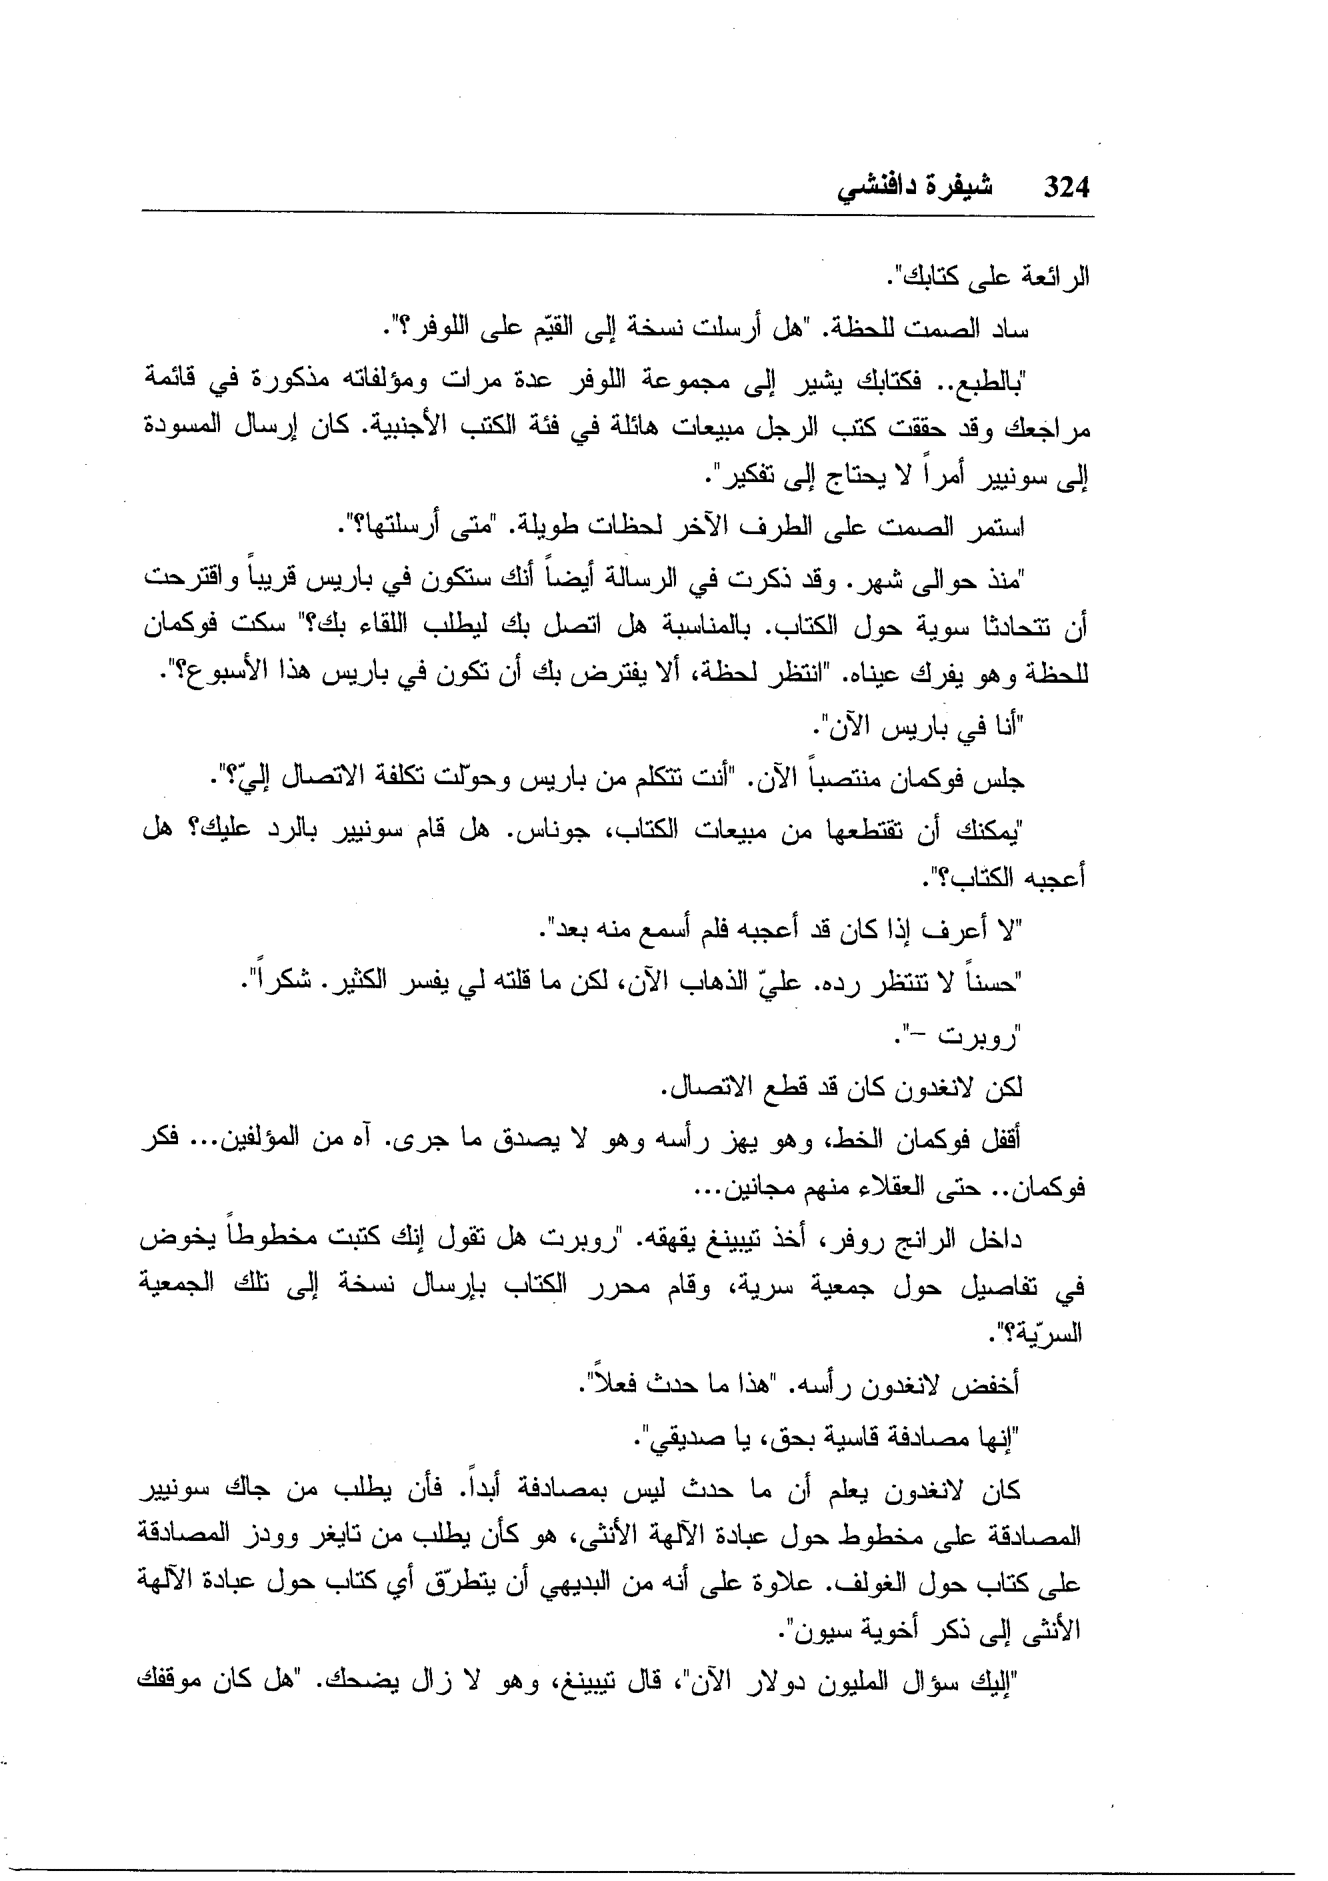 324 شيفرة دافنشي
الرائعة على كتابك".
ساد الصمت للحظة. "هل أرسلت نسخة إلى القيّم على اللوفر؟".
"بالطبع.. فكتابك يشير إلى مجموعة اللوفر عدة مرات ومؤلفاته مذكورة في قائمة
مراجعك وقد حققت كتب الرجل مبيعات هائلة في فئة الكتب الأجنبية. كان إرسال المسودة
إلى سونيير أمراً لا يحتاج إلى تفكير".
استمر الصمت على الطرف الآخر لحظات طويلة. "متى أرسلتها؟".
"منذ حوالى شهر. وقد ذكرت في الرسالة أيضاً أنك ستكون في باريس قريباً واقترحت
أن تتحادثا سوية حول الكتاب. بالمناسبة هل اتصل بك ليطلب اللقاء بك؟" سكت فوكمان
للحظة وهو يفرك عيناه. "انتظر لحظة، ألا يفترض بك أن تكون في باريس هذا الأسبوع؟".
"أنا في باريس الآن".
جلس فوكمان منتصباً الآن. "أنت تتكلم من باريس وحوّلت تكلفة الاتصال إليّ؟".
"يمكنك أن تقتطعها من مبيعات الكتاب، جوناس. هل قام سونيير بالرد عليك؟ هل
أعجبه الكتاب؟".
"لا أعرف إذا كان قد أعجبه فلم أسمع منه بعد".
"حسناً لا تنتظر رده. عليّ الذهاب الآن، لكن ما قلته لي يفسر الكثير. شكراً".
"روبرت –".
لكن لانغدون كان قد قطع الاتصال.
أقفل فوكمان الخط، وهو يهز رأسه وهو لا يصدق ما جرى. آه من المؤلفين... فكر
فوكمان.. حتى العقلاء منهم مجانين...
داخل الرانج روفر، أخذ تيبينغ يقهقه. "روبرت هل تقول إنك كتبت مخطوطاً يخوض
في تفاصيل حول جمعية سرية، وقام محرر الكتاب بإرسال نسخة إلى تلك الجمعية
السرّية؟".
أخفض لانغدون رأسه. "هذا ما حدث فعلاً".
"إنها مصادفة قاسية بحق، يا صديقي".
كان لانغدون يعلم أن ما حدث ليس بمصادفة أبداً. فأن يطلب من جاك سونيير
المصادقة على مخطوط حول عبادة الآلهة الأنثى، هو كأن يطلب من تايغر وودز المصادقة
على كتاب حول الغولف. علاوة على أنه من البديهي أن يتطرّق أي كتاب حول عبادة الآلهة
الأنثى إلى ذكر أخوية سيون".
"إليك سؤال المليون دولار الآن"، قال تيبينغ، وهو لا زال يضحك. "هل كان موقفك